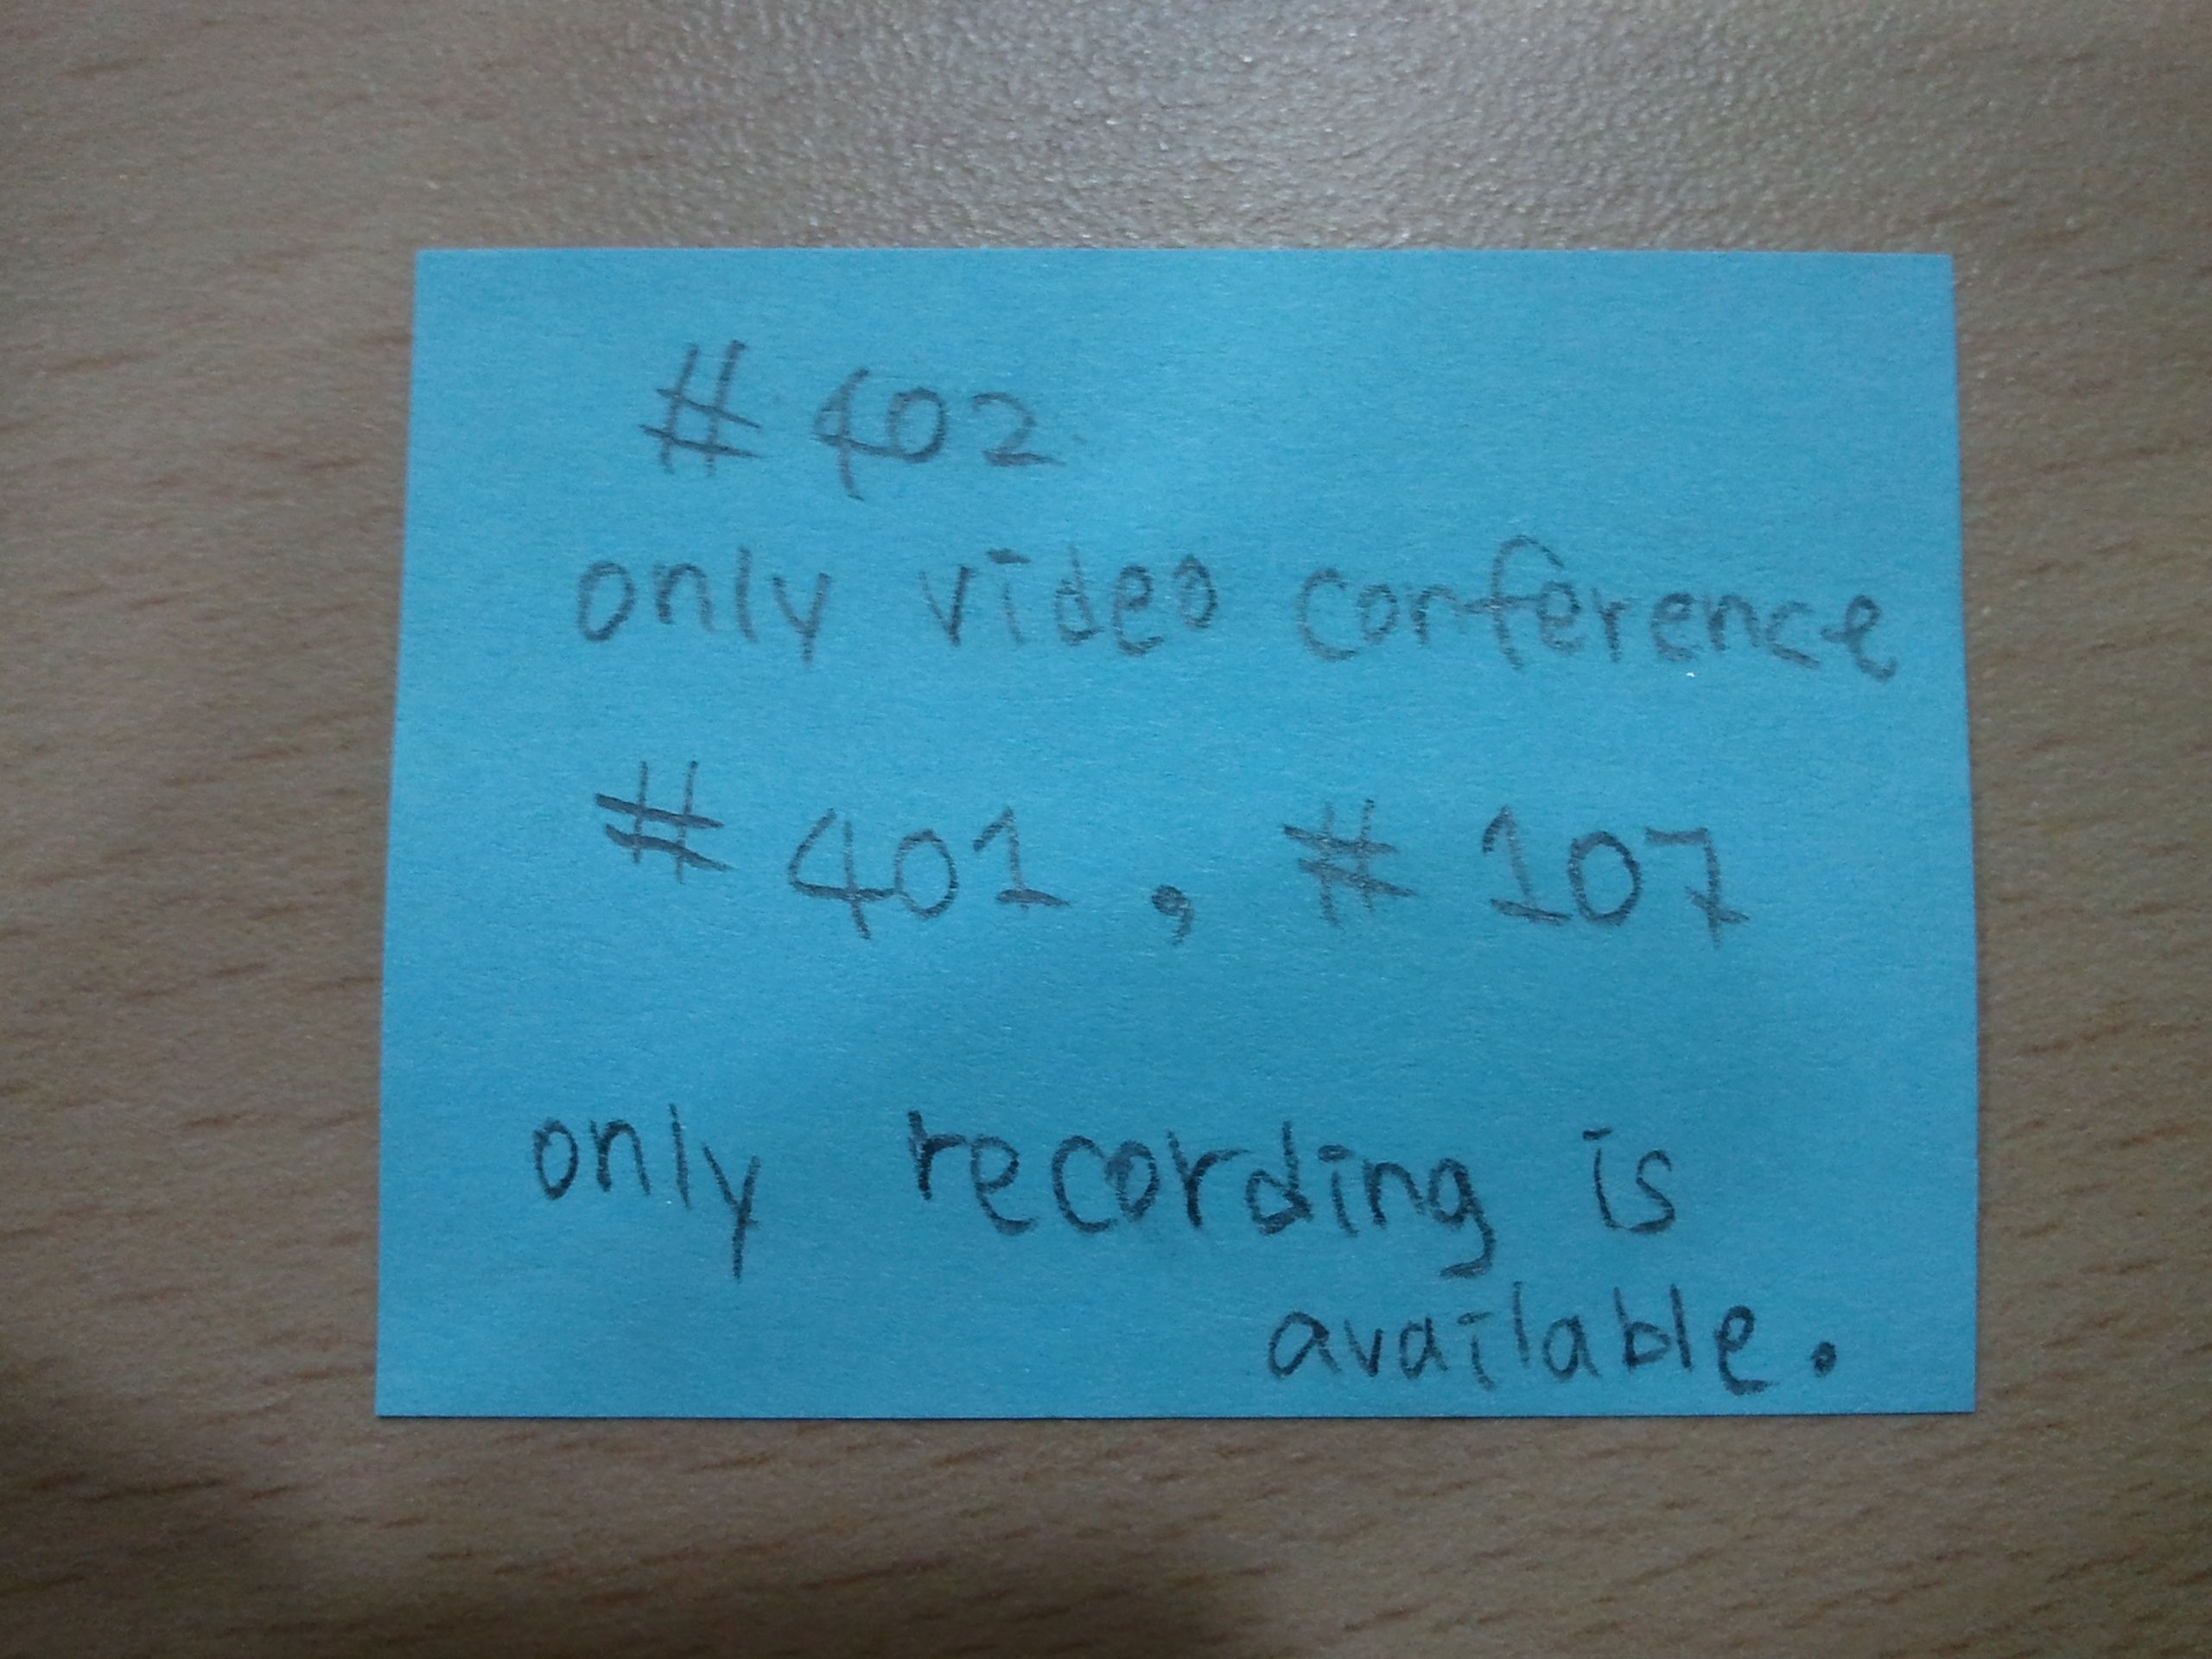 # 402
only video conference
# 401, # 107
only recording is
available.